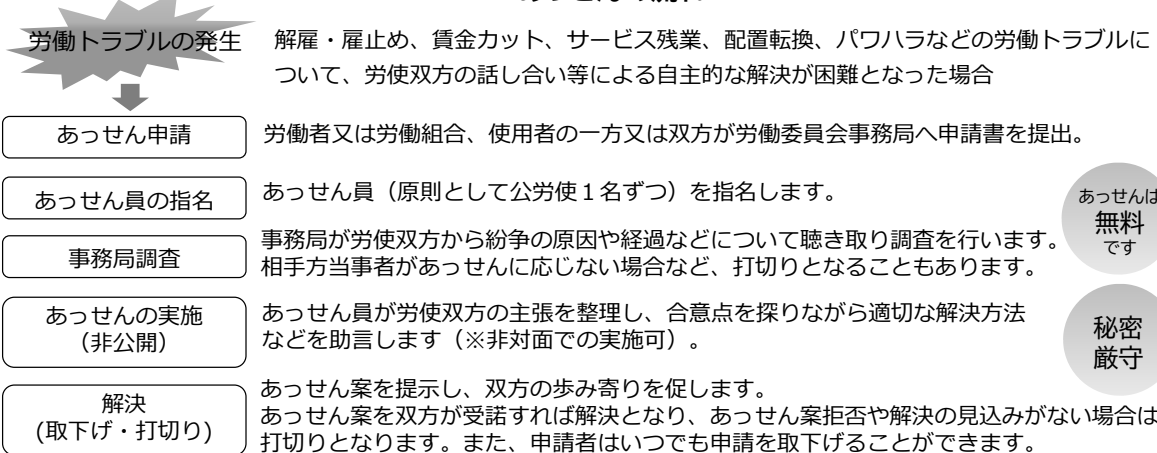 労働トラブルの発生
解雇・雇止め、賃金カット、サービス残業、配置転換、パワハラなどの労働トラブルに
ついて、労使双方の話し合い等による自主的な解決が困難となった場合
あっせん申請
労働者又は労働組合、使用者の一方又は双方が労働委員会事務局へ申請書を提出。
あっせん員の指名
あっせん員（原則として公労使１名ずつ）を指名します。
あっせんは
無料
です
事務局調査
事務局が労使双方から紛争の原因や経過などについて聴き取り調査を行います。
相手方当事者があっせんに応じない場合など、打切りとなることもあります。
あっせんの実施
（非公開）
あっせん員が労使双方の主張を整理し、合意点を探りながら適切な解決方法
などを助言します（※非対面での実施可）。
秘密
厳守
解決
(取下げ・打切り)
あっせん案を提示し、双方の歩み寄りを促します。
あっせん案を双方が受諾すれば解決となり、あっせん案拒否や解決の見込みがない場合は
打切りとなります。また、申請者はいつでも申請を取下げることができます。